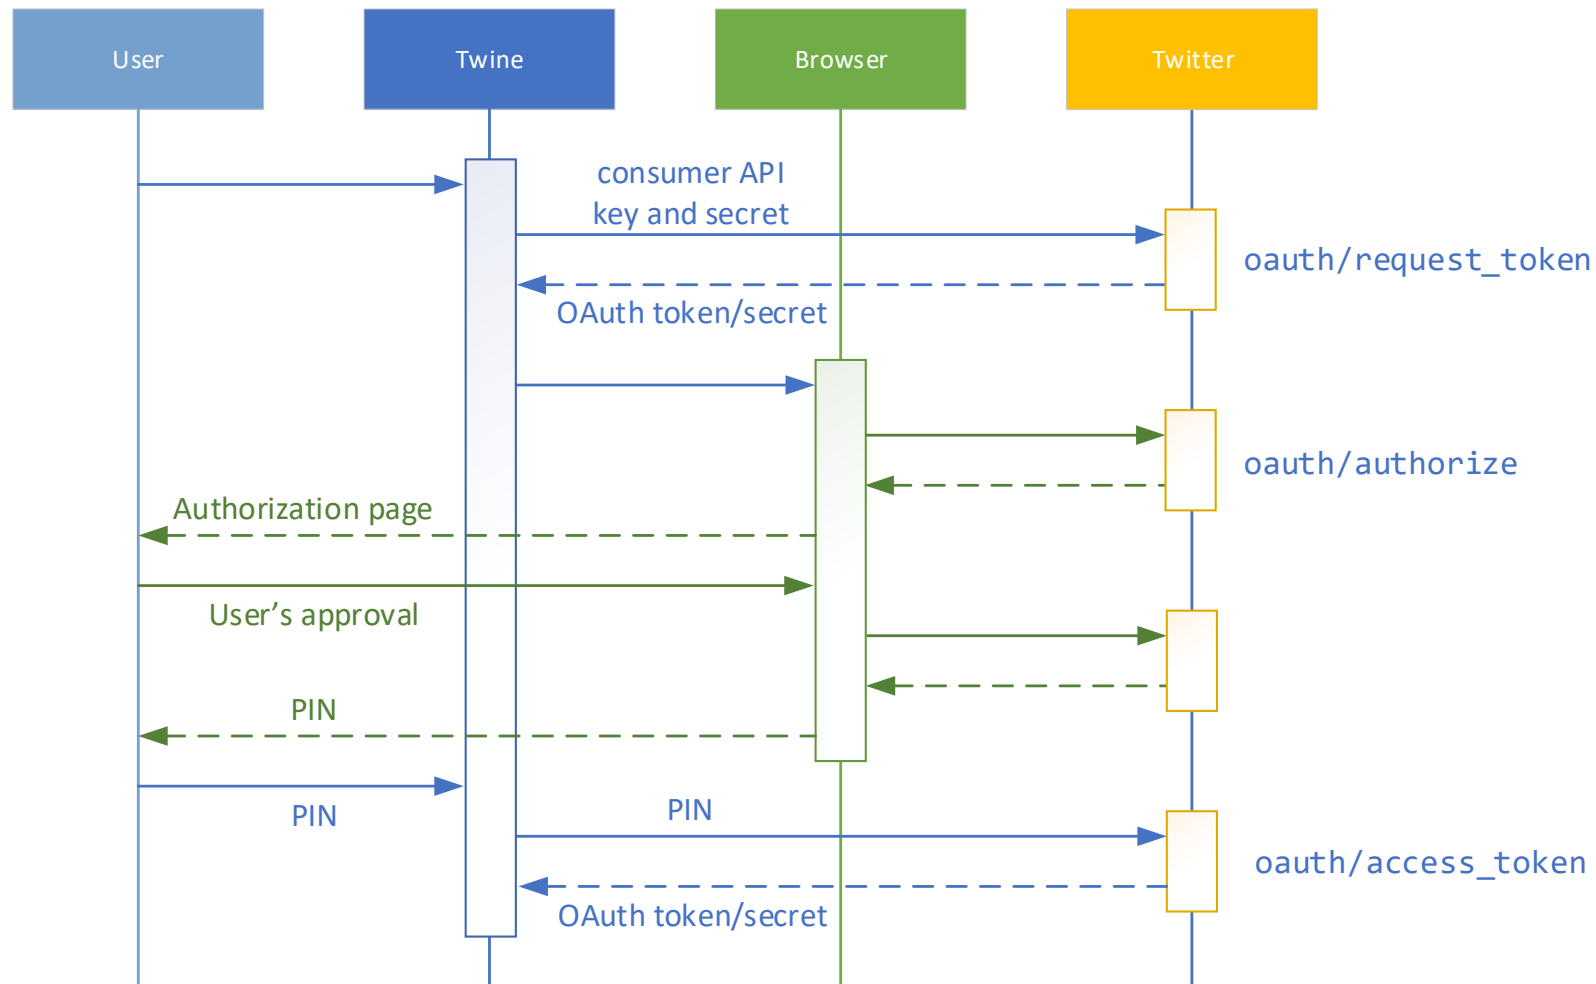 User
Twine
Browser
Twitter
consumer API
key and secret
oauth/request_token
OAuth token/secret
oauth/authorize
Authorization page
User’s approval
PIN
PIN
PIN
oauth/access_token
OAuth token/secret